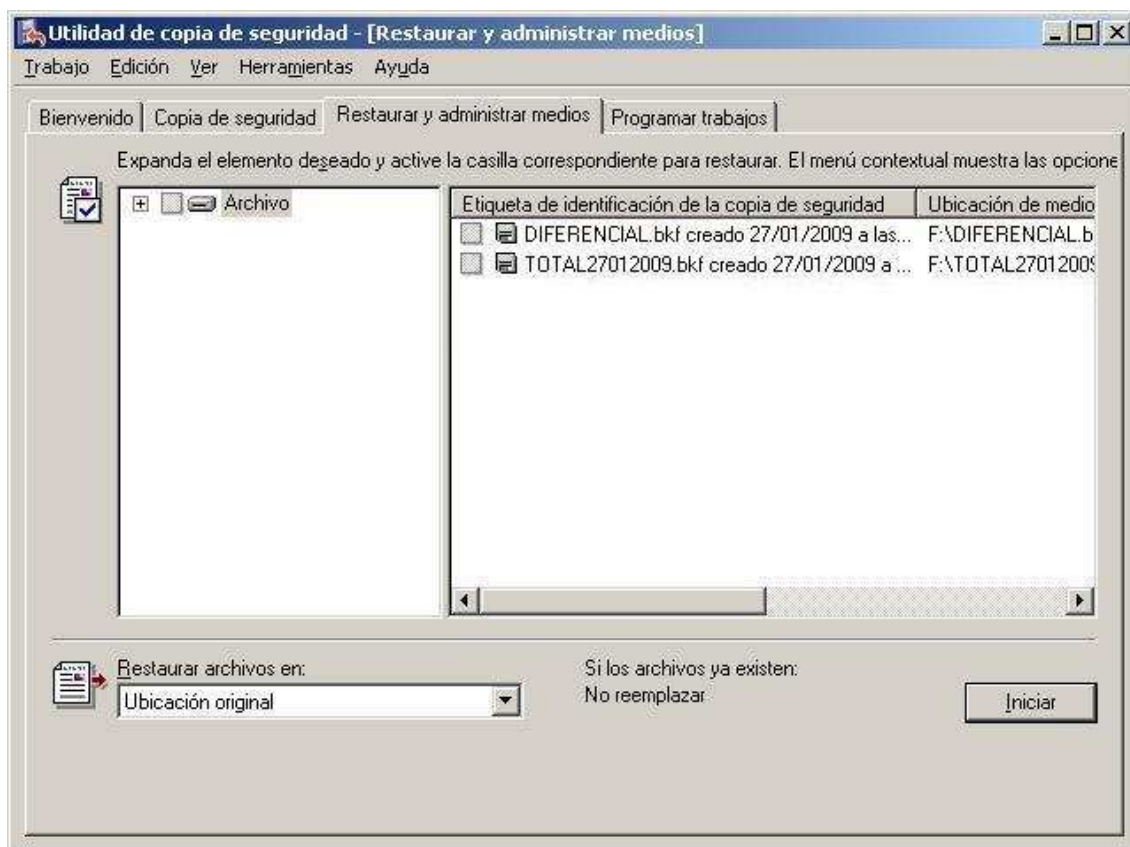 Utilidad de copia de seguridad - [Restaurar y administrar medios]
Trabajo Edición Ver Herramientas Ayuda
Bienvenido Copia de seguridad Restaurar y administrar medios Programar trabajos
Expanda el elemento deseado y active la casilla correspondiente para restaurar. El menú contextual muestra las opcione
Archivo
Etiqueta de identificación de la copia de seguridad Ubicación de medio
DIFERENCIAL.bkf creado 27/01/2009 a las... F:\DIFERENCIAL.b
TOTAL27012009.bkf creado 27/01/2009 a ... F:\TOTAL27012009
Restaurar archivos en:
Ubicación original
Si los archivos ya existen:
No reemplazar
Iniciar